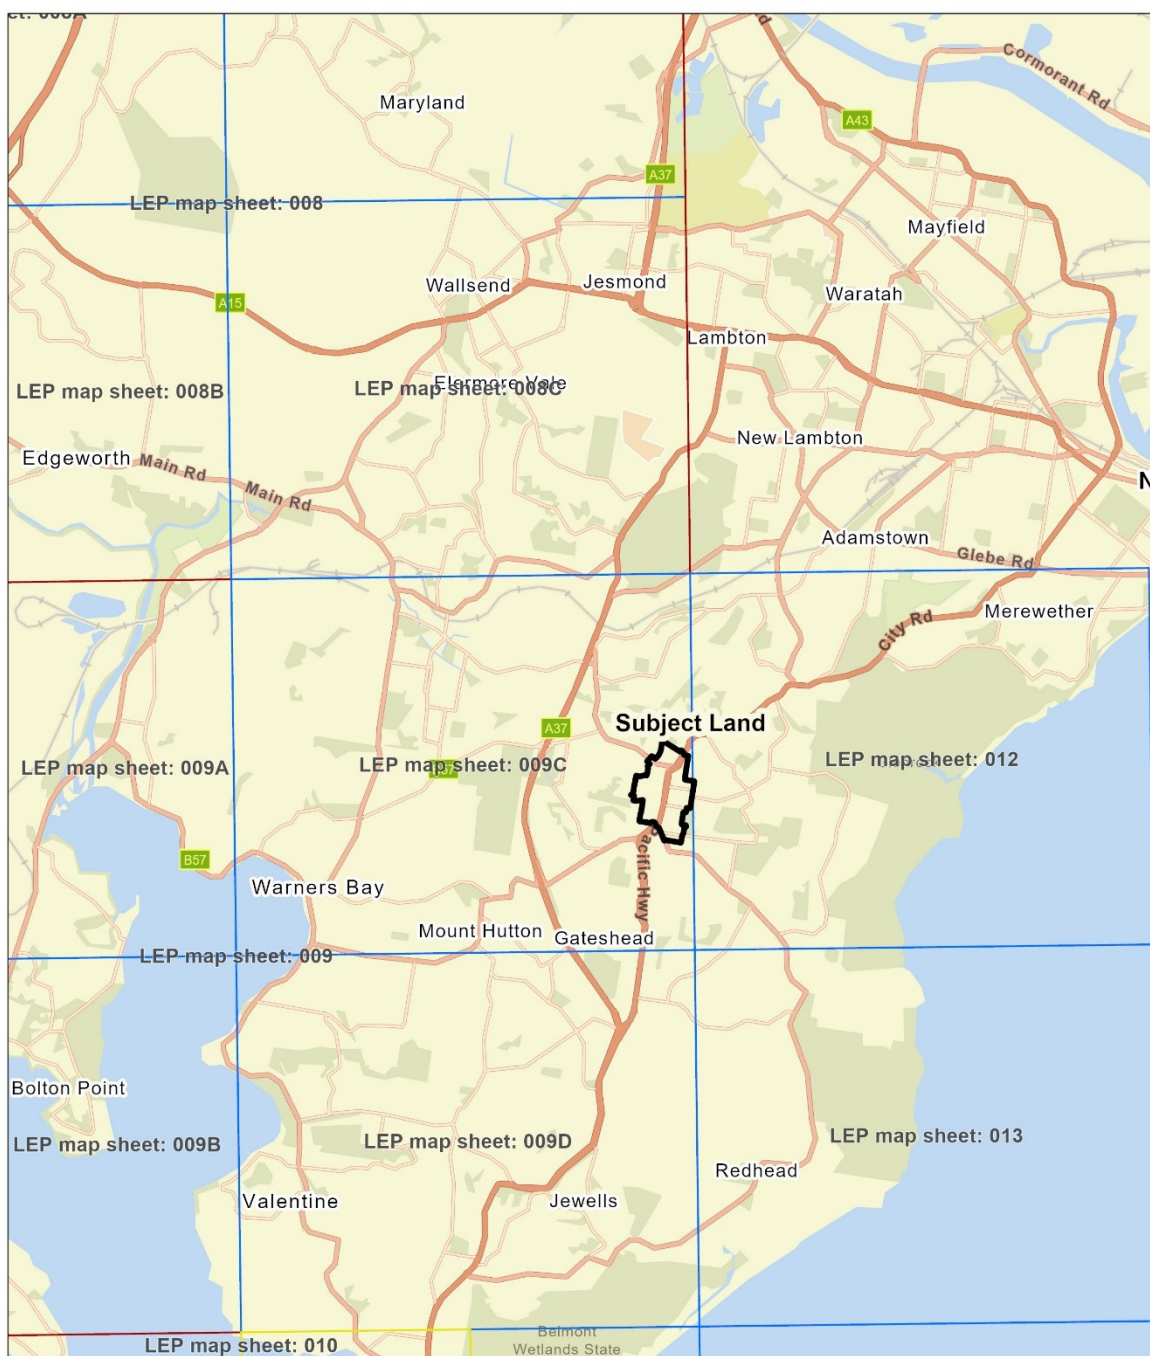 Maryland
Cormorant Rd
A43
A37
LEP map sheet: 008
Mayfield
Wallsend
Jesmond
Waratah
A15
Lambton
LEP map sheet: 008B
LEP map sheet: 008C
Elermore Vale
New Lambton
Edgeworth
Main Rd
Main Rd
N
Adamstown
Glebe Rd
Merewether
City Rd
Subject Land
A37
LEP map sheet: 009A
LEP map sheet: 009C
LEP map sheet: 012
B57
Pacific Hwy
Warners Bay
Mount Hutton
Gateshead
LEP map sheet: 009
Bolton Point
LEP map sheet: 009B
LEP map sheet: 009D
LEP map sheet: 013
Redhead
Valentine
Jewells
LEP map sheet: 010
Belmont
Wetlands State